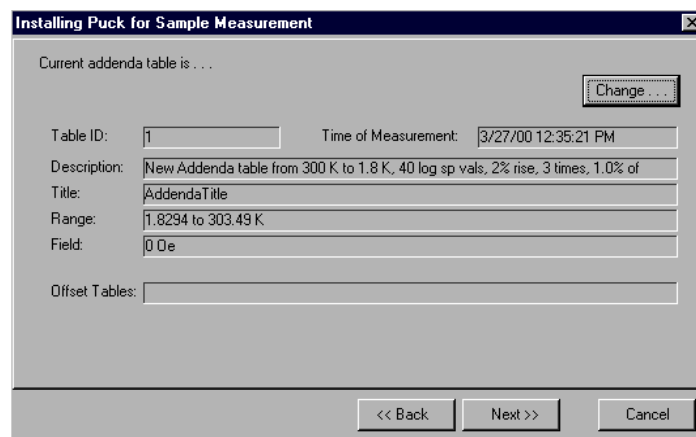 Installing Puck for Sample Measurement
Current addenda table is . . .
Change . . .
Table ID: 1 Time of Measurement: 3/27/00 12:35:21 PM
Description: New Addenda table from 300 K to 1.8 K, 40 log sp vals, 2% rise, 3 times, 1.0% of
Title: AddendaTitle
Range: 1.8294 to 303.49 K
Field: 0 Oe
Offset Tables:
<< Back Next >> Cancel